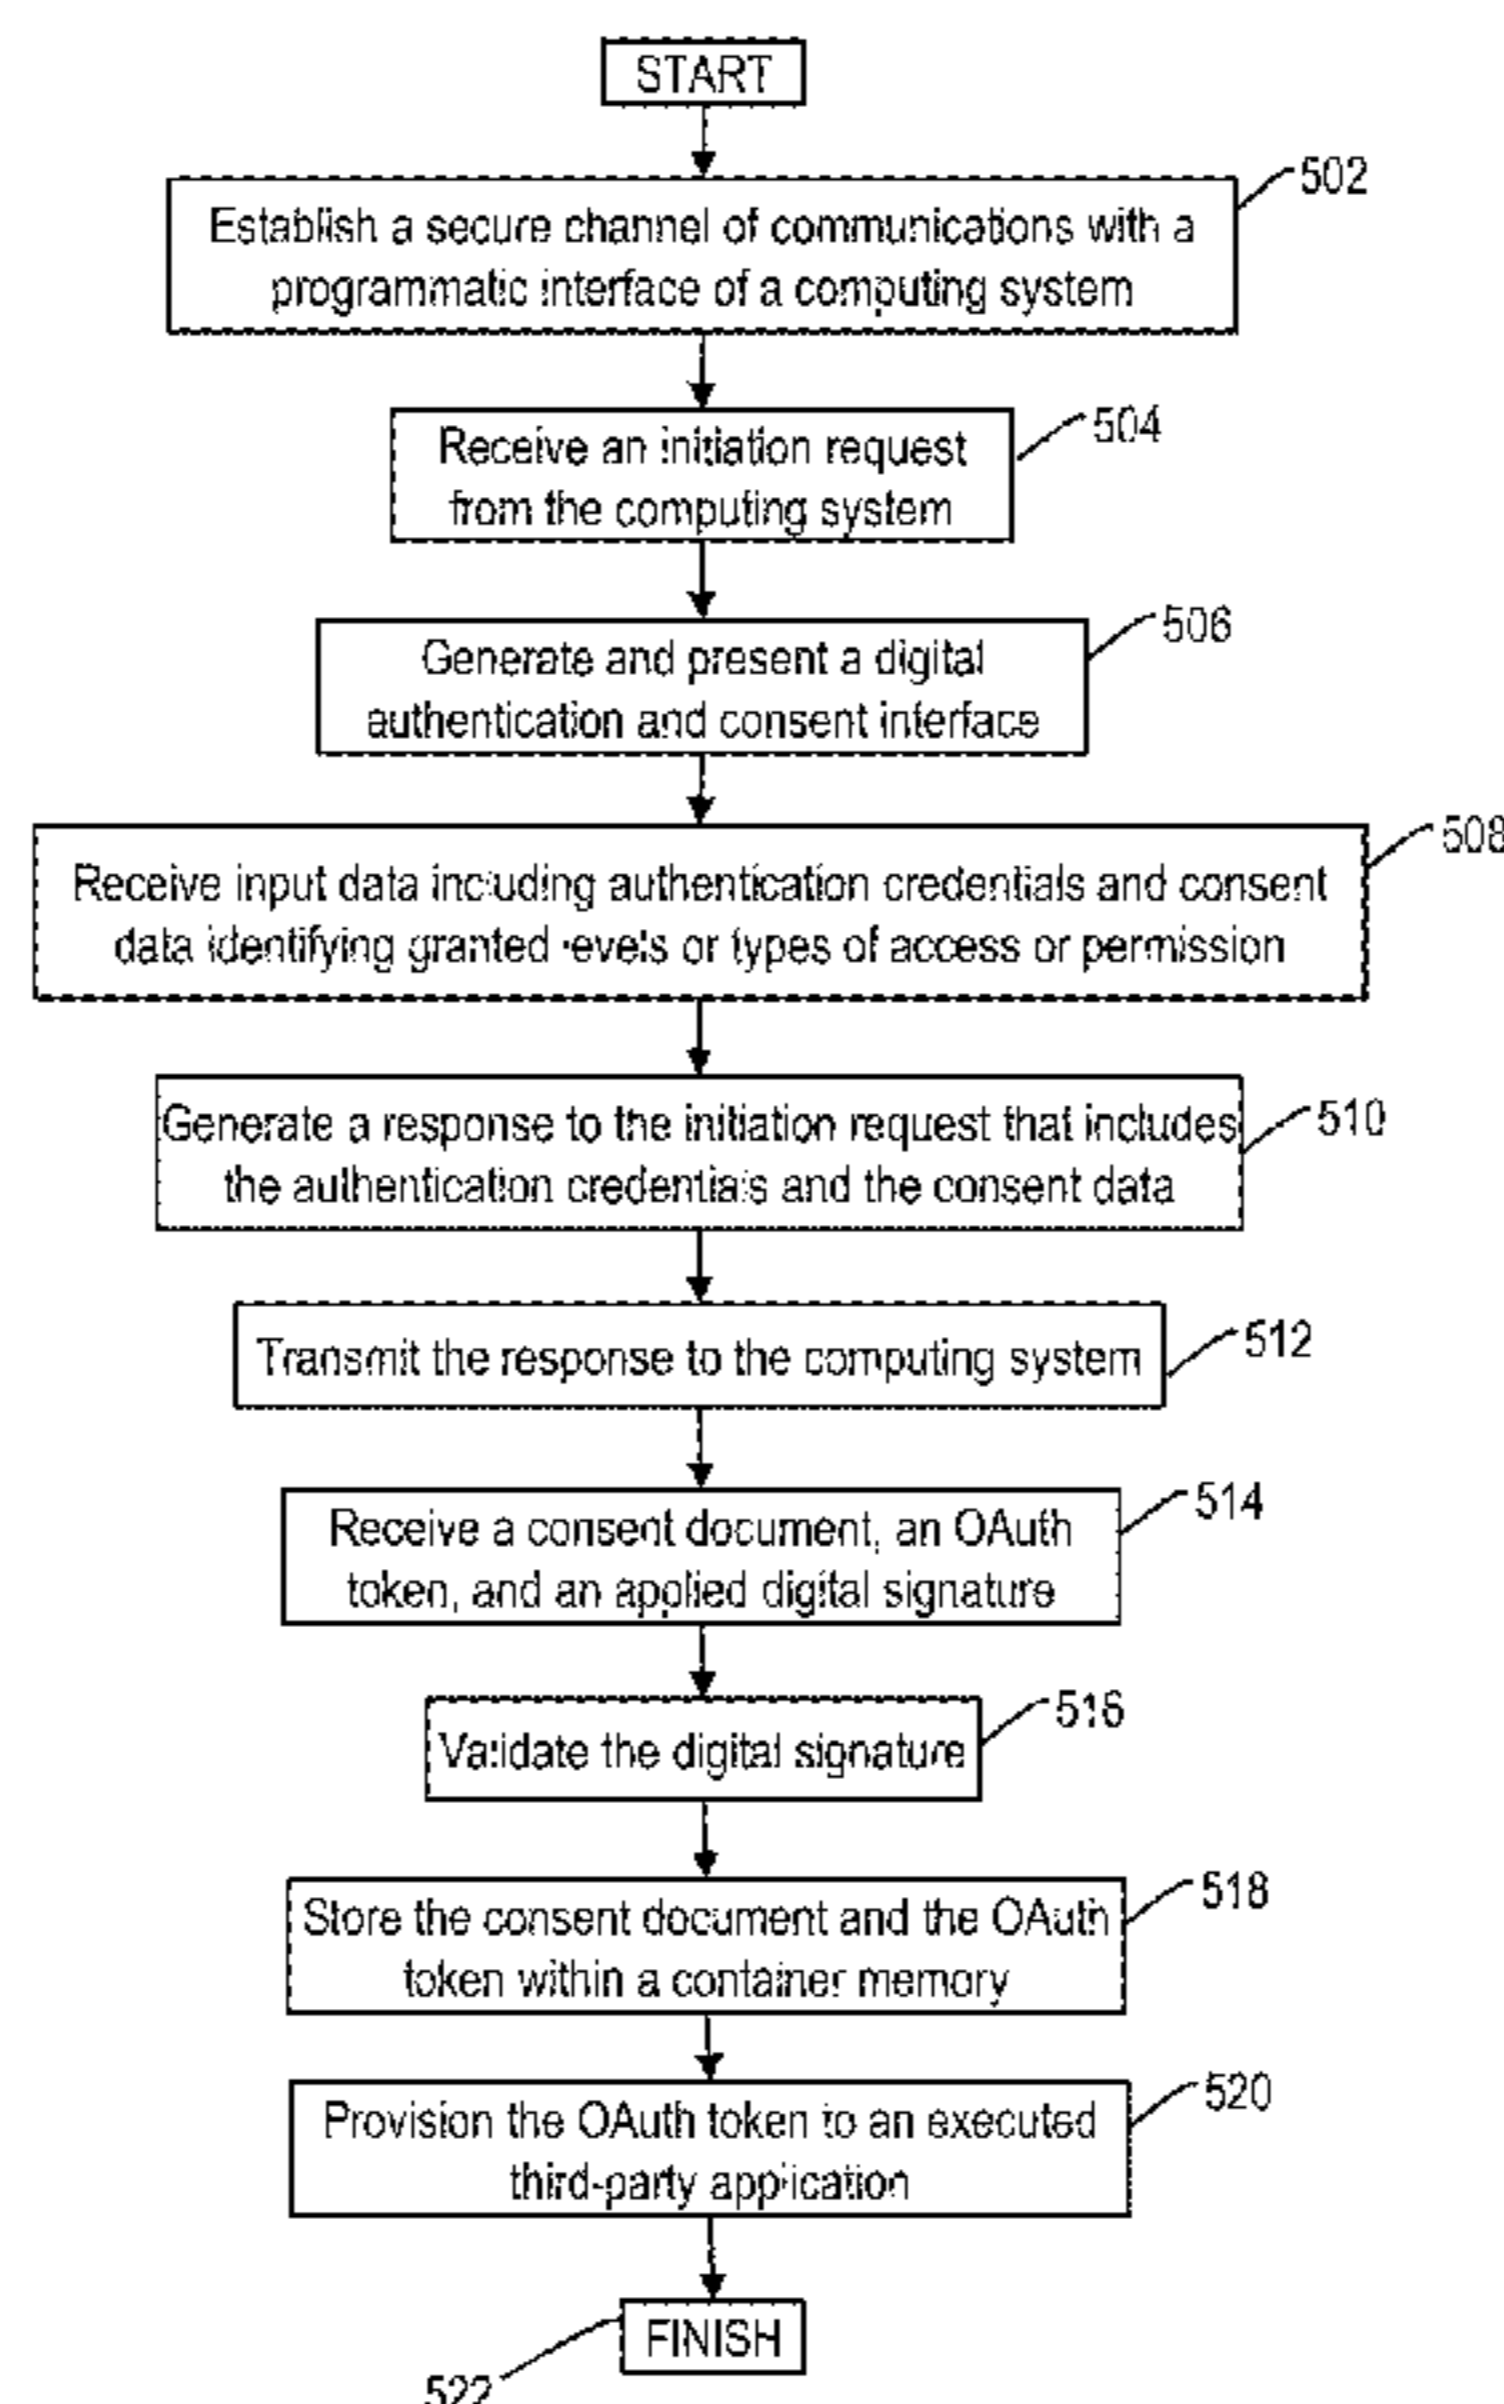 START
502
Establish a secure channel of communications with a
programmatic interface of a computing system
504
Receive an initiation request
from the computing system
506
Generate and present a digital
authentication and consent interface
508
Receive input data including authentication credentials and consent
data identifying granted levels or types of access or permission
510
Generate a response to the initiation request that includes
the authentication credentials and the consent data
512
Transmit the response to the computing system
514
Receive a consent document, an OAuth
token, and an applied digital signature
516
Validate the digital signature
518
Store the consent document and the OAuth
token within a container memory
520
Provision the OAuth token to an executed
third-party application
FINISH
522